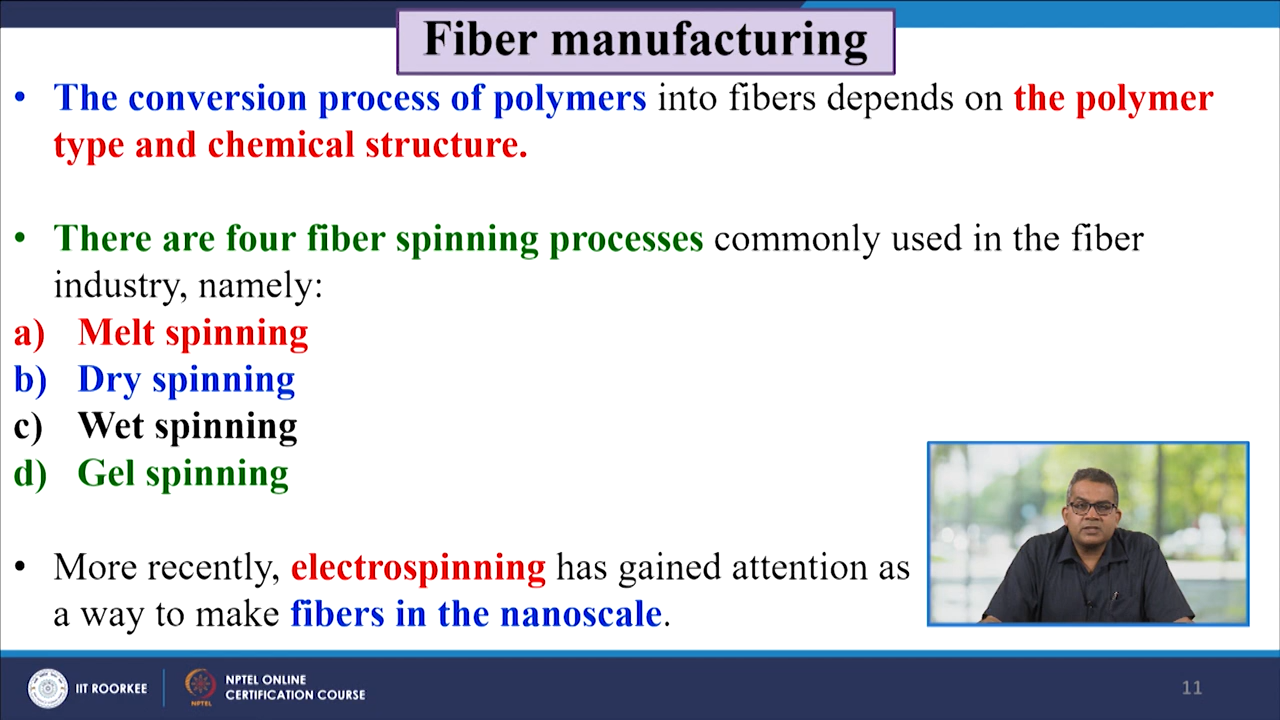 Fiber manufacturing
• The conversion process of polymers into fibers depends on the polymer
type and chemical structure.
• There are four fiber spinning processes commonly used in the fiber
industry, namely:
a) Melt spinning
b) Dry spinning
c) Wet spinning
d) Gel spinning
• More recently, electrospinning has gained attention as
a way to make fibers in the nanoscale.
IIT ROORKEE
NPTEL
NPTEL ONLINE
CERTIFICATION COURSE
11